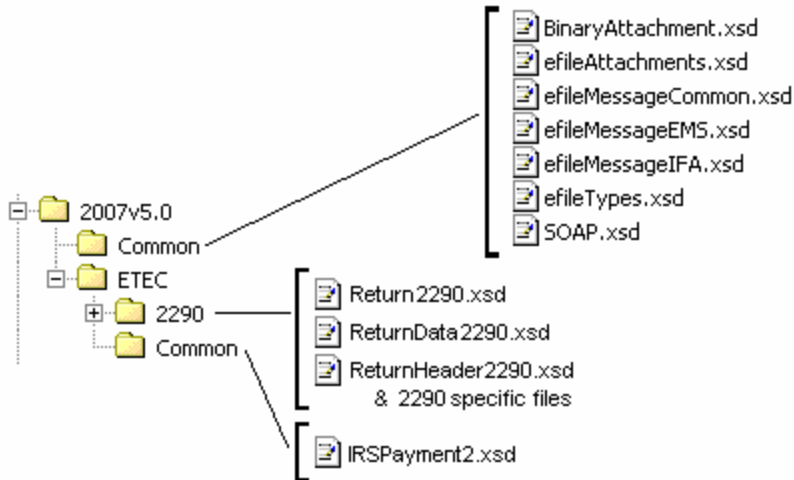 BinaryAttachment.xsd
efileAttachments.xsd
efileMessageCommon.xsd
efileMessageEMS.xsd
efileMessageIFA.xsd
efileTypes.xsd
SOAP.xsd
2007v5.0
Common
ETEC
2290
Common
Return2290.xsd
ReturnData2290.xsd
ReturnHeader2290.xsd
& 2290 specific files
IRSPayment2.xsd